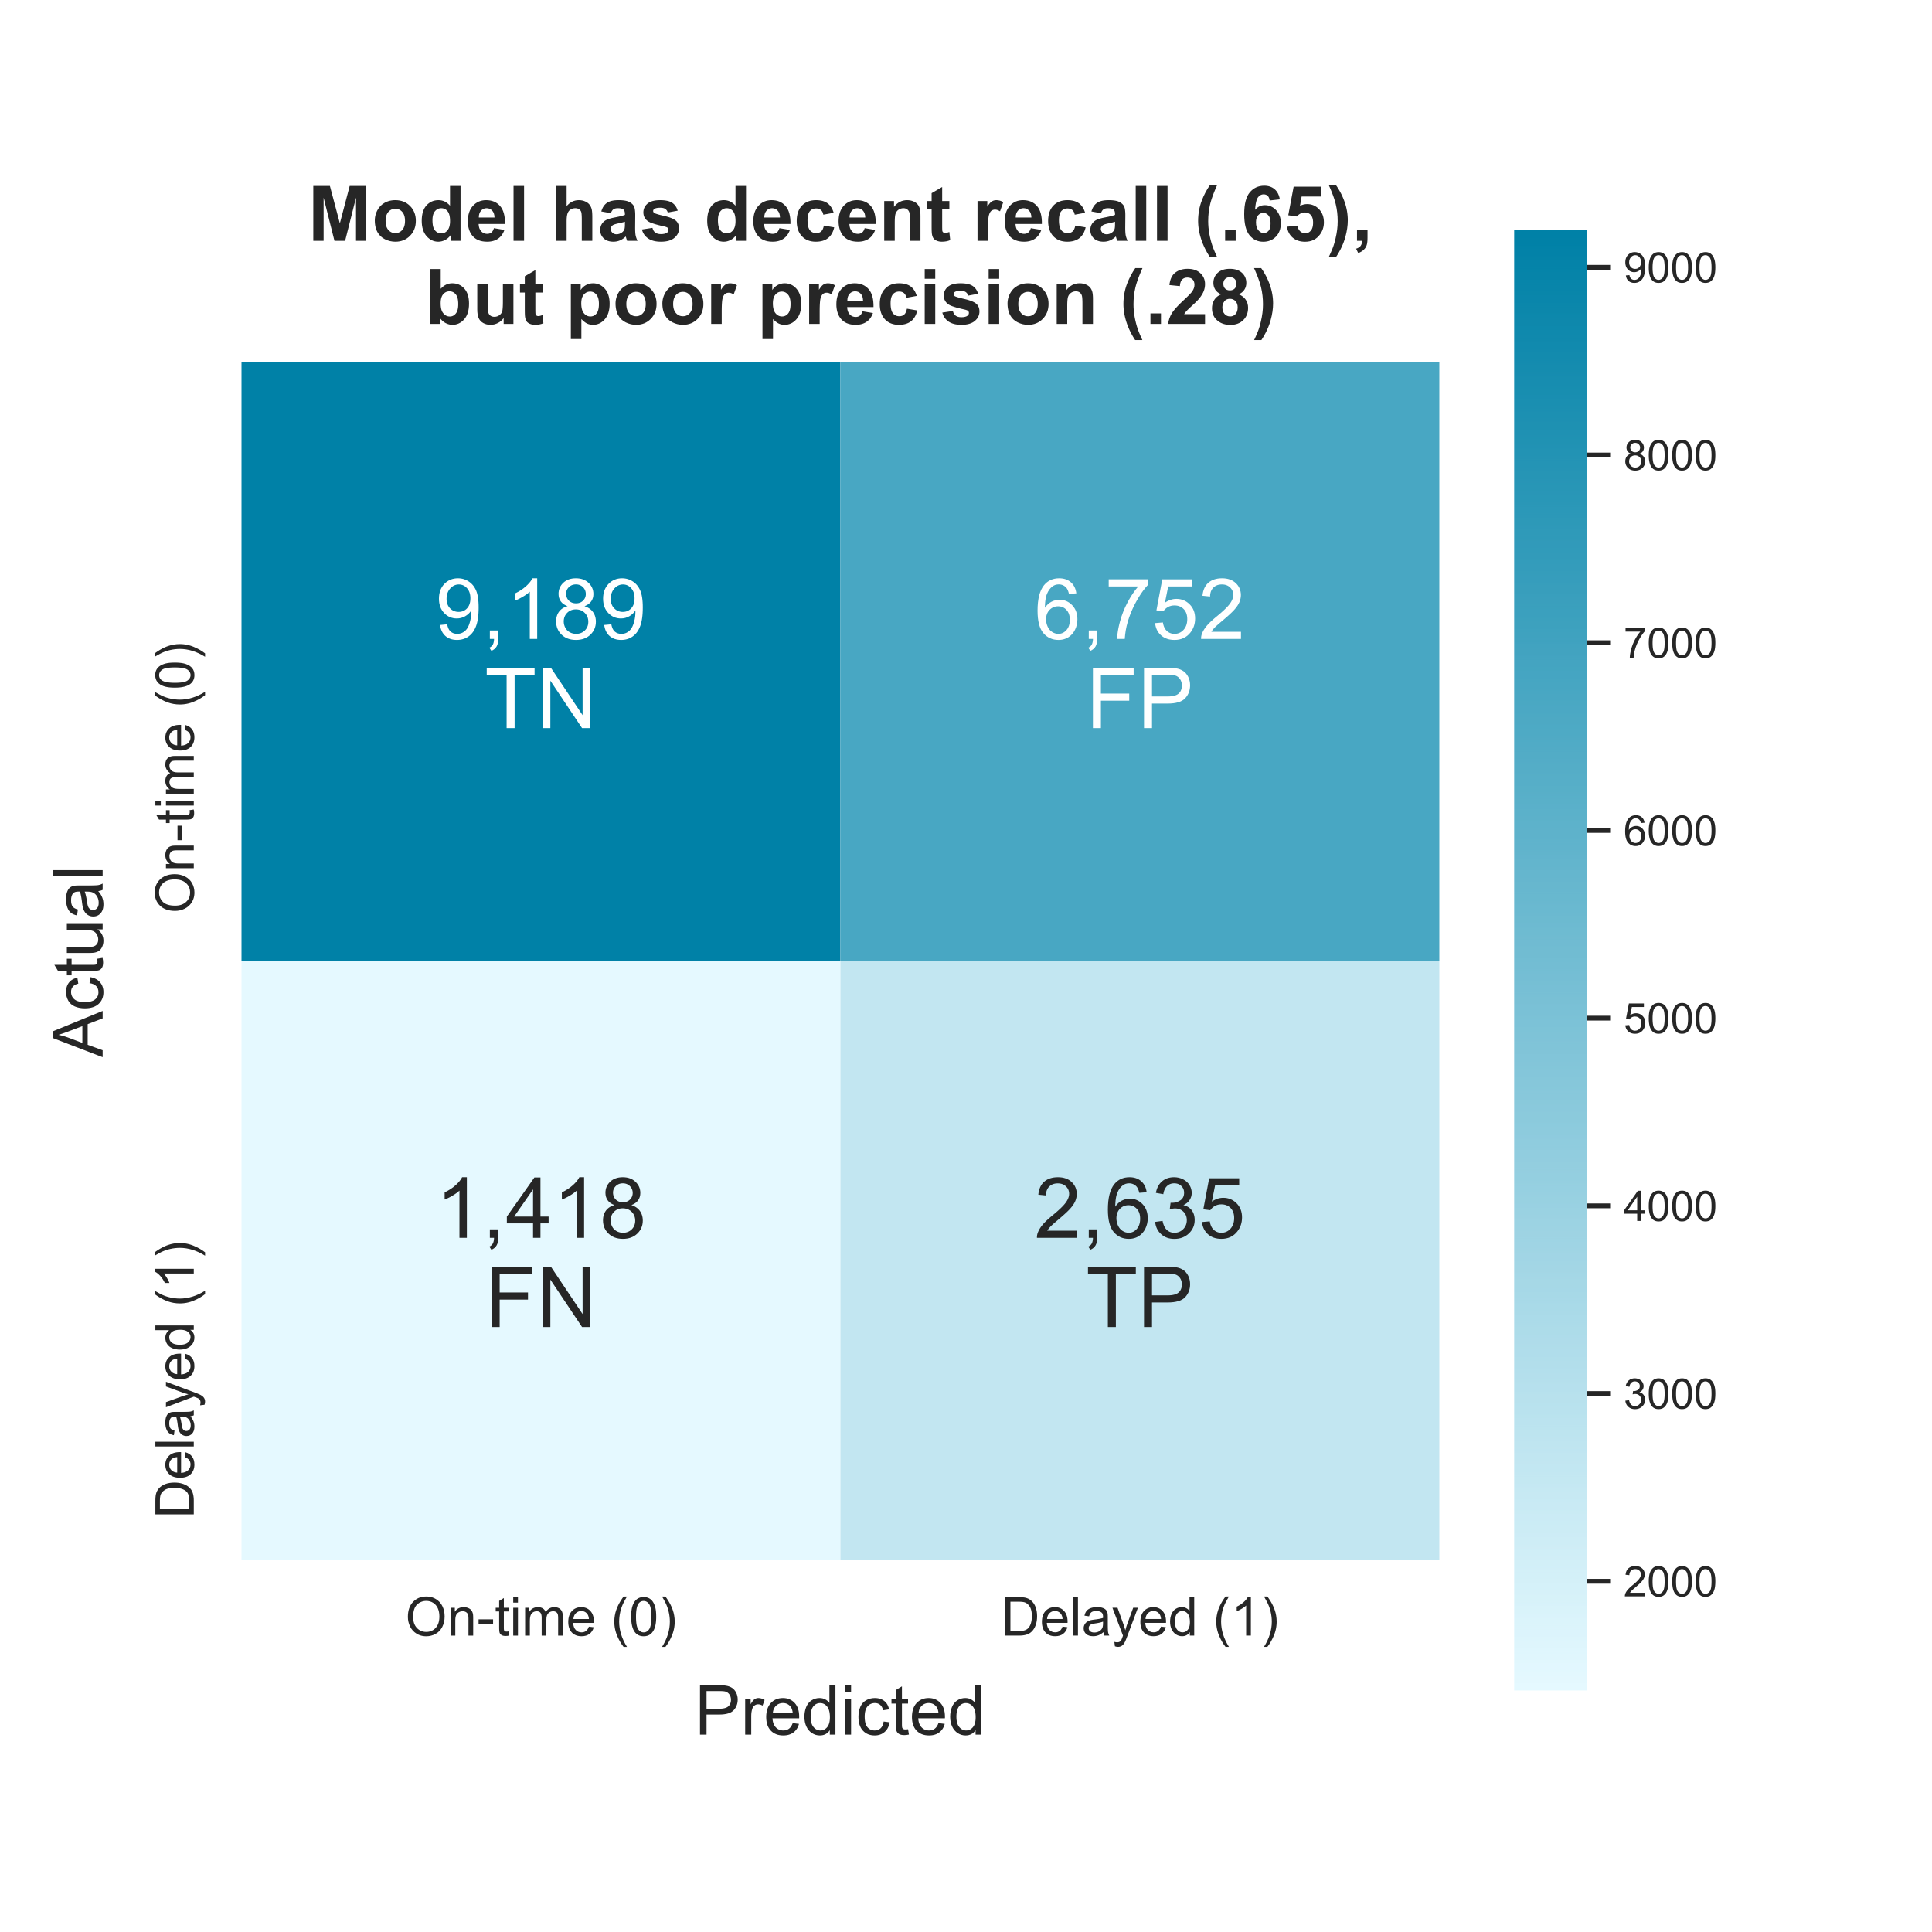 Model has decent recall (.65),
but poor precision (.28)
Actual
On-time (0)
Delayed (1)
9,189
TN
6,752
FP
1,418
FN
2,635
TP
On-time (0)
Delayed (1)
Predicted
9000
8000
7000
6000
5000
4000
3000
2000